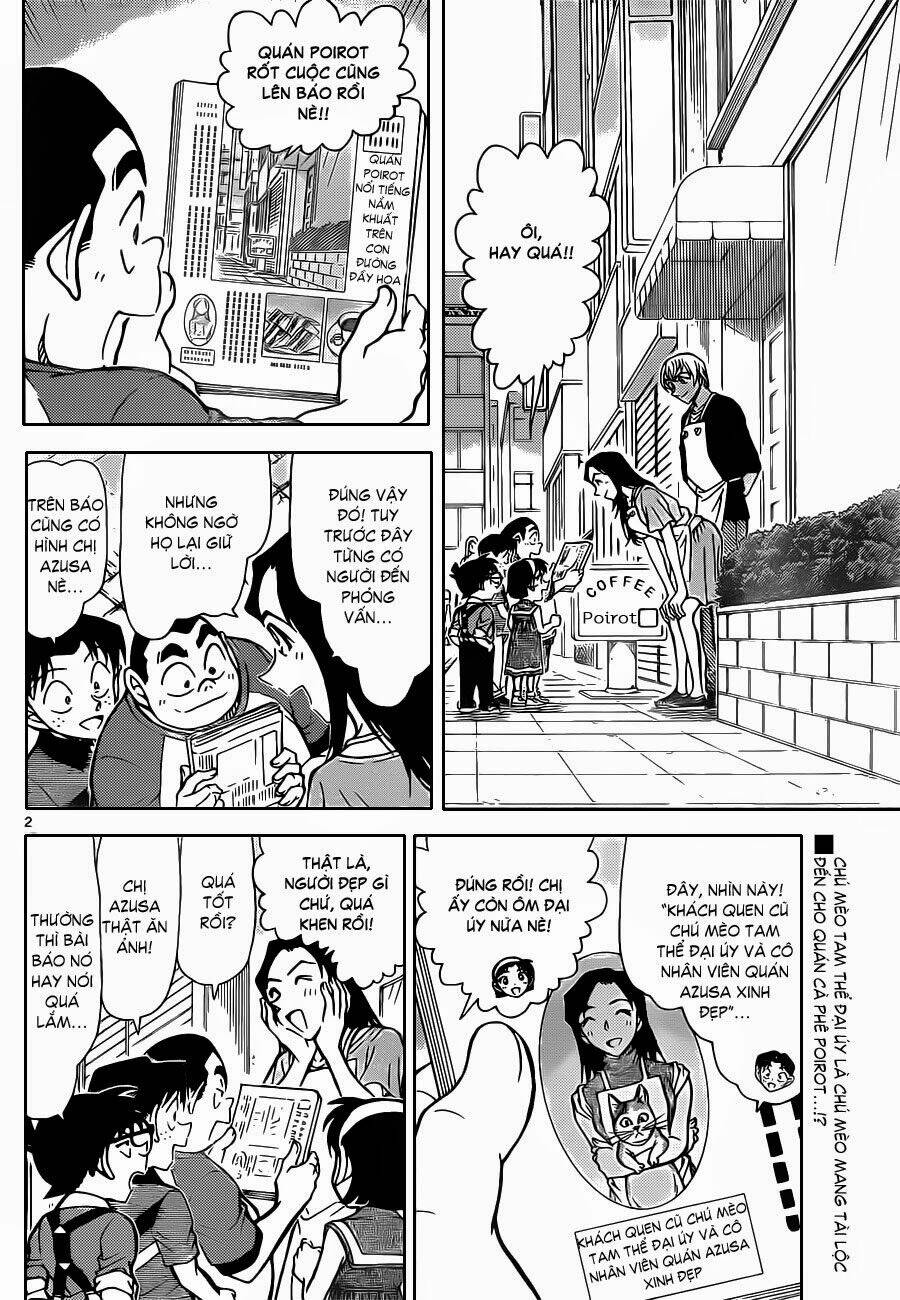 QUÁN POIROT
RỐT CUỘC CŨNG
LÊN BÁO RỒI
NÈ!!
QUÁN
POIROT
NỔI TIẾNG
NẰM
KHUẤT
TRÊN
CON
ĐƯỜNG
ĐẦY HOA
ÔI,
HAY QUÁ!!
COFFEE
Poirot
TRÊN BÁO
CŨNG CÓ
HÌNH CHỊ
AZUSA
NÈ...
NHƯNG
KHÔNG NGỜ
HỌ LẠI GIỮ
LỜI...
ĐÚNG VẬY
ĐÓ! TUY
TRƯỚC ĐÂY
TỪNG CÓ
NGƯỜI ĐẾN
PHỎNG
VẤN...
2
THƯỜNG
THÌ BÀI
BÁO NÓ
HAY NÓI
QUÁ
LẮM...
CHỊ
AZUSA
THẬT ĂN
ẢNH!
QUÁ
TỐT
RỒI?
THẬT LÀ,
NGƯỜI ĐẸP GÌ
CHỨ, QUÁ
KHEN RỒI!
ĐÚNG RỒI! CHỊ
ẤY CÒN ÔM ĐẠI
ÚY NỮA NÈ!
ĐÂY, NHÌN NÀY!
"KHÁCH QUEN CŨ
CHÚ MÈO TAM
THỂ ĐẠI ÚY VÀ CÔ
NHÂN VIÊN QUÁN
AZUSA XINH
ĐẸP"...
KHÁCH QUEN CŨ CHÚ MÈO
TAM THỂ ĐẠI ÚY VÀ CÔ
NHÂN VIÊN QUÁN AZUSA
XINH ĐẸP
CHÚ MÈO TAM THỂ ĐẠI ÚY LÀ CHÚ MÈO MANG TÀI LỘC
ĐẾN CHO QUÁN CÀ PHÊ POIROT...!?